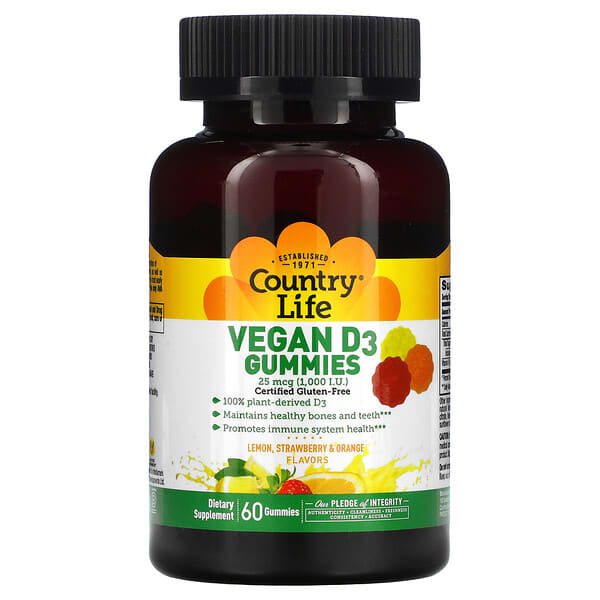 ESTABLISHED
1971
Country®
Life
VEGAN D3
GUMMIES
25 mcg (1,000 I.U.)
Certified Gluten-Free
100% plant-derived D3
Maintains healthy bones and teeth***
Promotes immune system health***
LEMON, STRAWBERRY & ORANGE
FLAVORS
Dietary
Supplement
60 Gummies
Our PLEDGE of INTEGRITY
AUTHENTICITY • CLEANLINESS • FRESHNESS
CONSISTENCY • ACCURACY